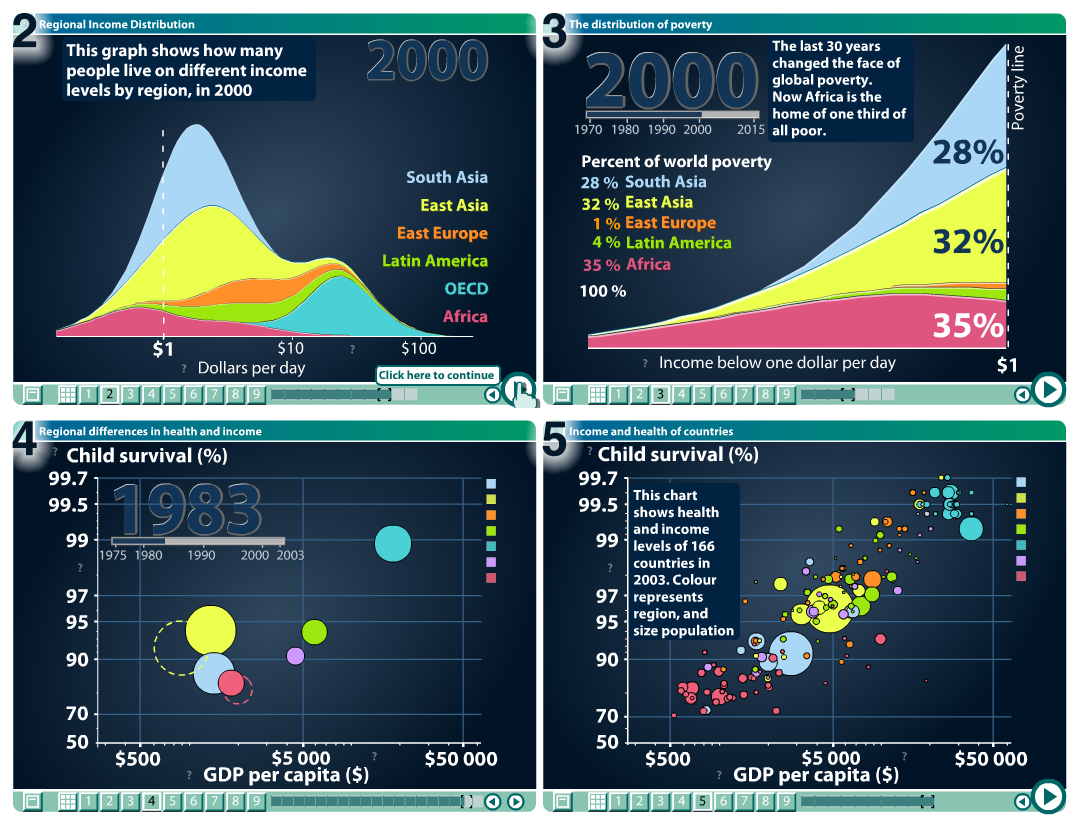 2
Regional Income Distribution
This graph shows how many
people live on different income
levels by region, in 2000
2000
South Asia
East Asia
East Europe
Latin America
OECD
Africa
$1
$10
?
$100
? Dollars per day
Click here to continue
1 2 3 4 5 6 7 8 9
3
The distribution of poverty
2000
1970 1980 1990 2000 2015
The last 30 years
changed the face of
global poverty.
Now Africa is the
home of one third of
all poor.
Poverty line
Percent of world poverty
28 % South Asia
32 % East Asia
1 % East Europe
4 % Latin America
35 % Africa
100 %
28%
32%
35%
? Income below one dollar per day
$1
1 2 3 4 5 6 7 8 9
4
Regional differences in health and income
? Child survival (%)
99.7
99.5
99
?
97
95
90
70
50
1983
1975 1980 1990 2000 2003
$500
$5 000
?
$50 000
? GDP per capita ($)
1 2 3 4 5 6 7 8 9
5
Income and health of countries
? Child survival (%)
99.7
99.5
99
?
97
95
90
70
50
This chart
shows health
and income
levels of 166
countries in
2003. Colour
represents
region, and
size population
$500
$5 000
?
$50 000
? GDP per capita ($)
1 2 3 4 5 6 7 8 9